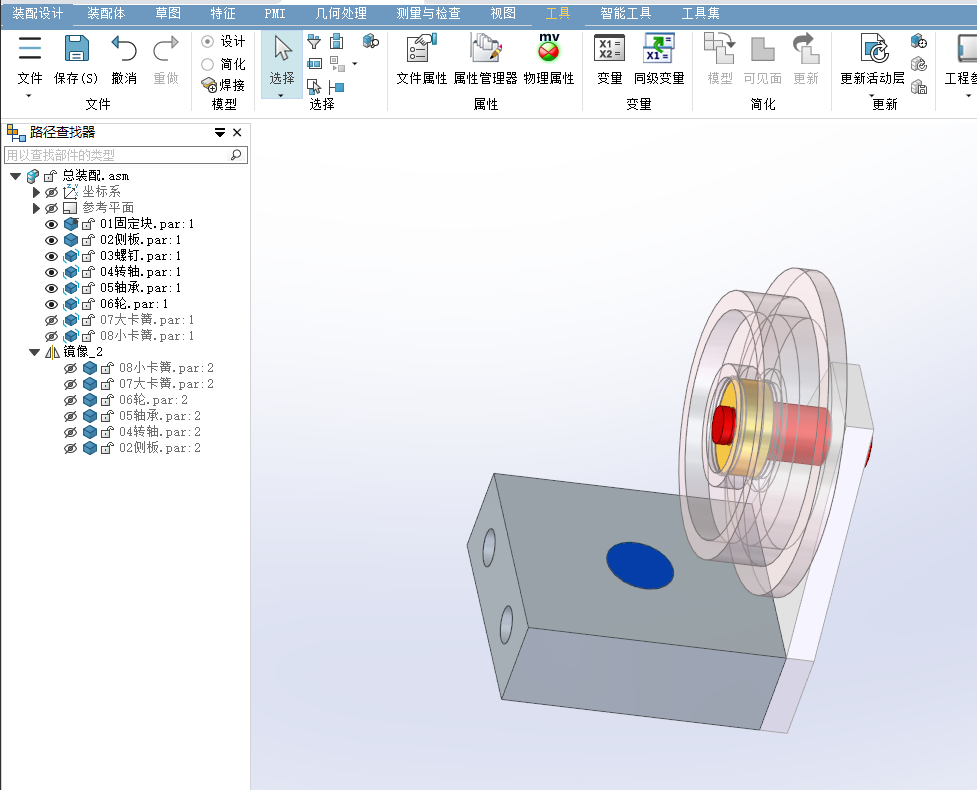 装配设计 装配体 草图 特征 PMI 几何处理 测量与检查 视图 工具 智能工具 工具集
文件 保存(S) 撤消 重做 设计 简化 焊接 选择 文件属性 属性管理器 物理属性 变量 同级变量 模型 可见面 更新 更新活动层
mv
X1=
X2=
X1=
文件 模型 选择 属性 变量 简化 更新
路径查找器
用以查找部件的类型
总装配.asm
坐标系
参考平面
01固定块.par:1
02侧板.par:1
03螺钉.par:1
04转轴.par:1
05轴承.par:1
06轮.par:1
07大卡簧.par:1
08小卡簧.par:1
镜像_2
08小卡簧.par:2
07大卡簧.par:2
06轮.par:2
05轴承.par:2
04转轴.par:2
02侧板.par:2